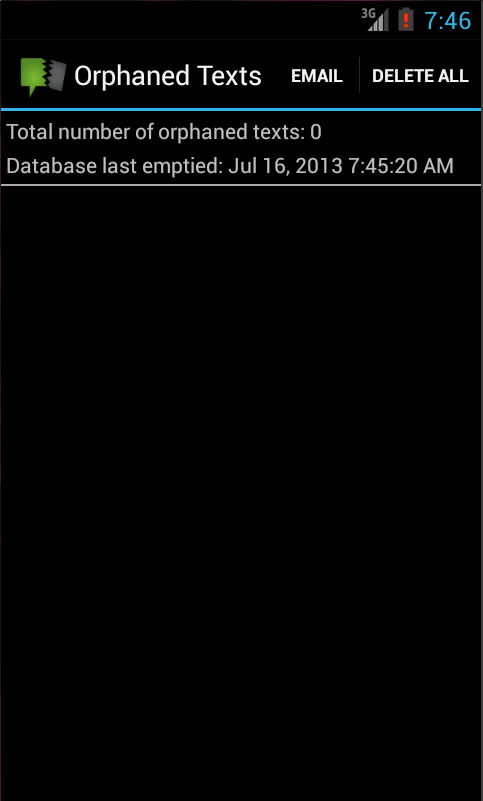 3G 7:46
Orphaned Texts EMAIL DELETE ALL
Total number of orphaned texts: 0
Database last emptied: Jul 16, 2013 7:45:20 AM